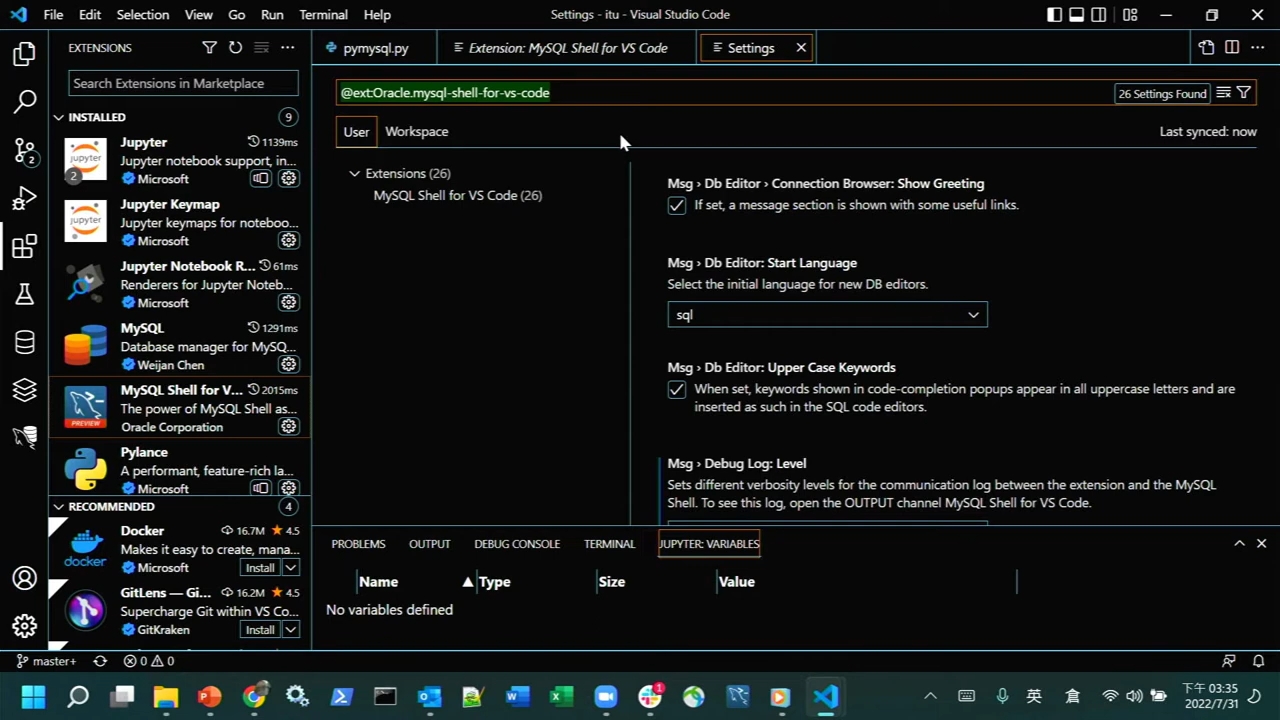 File Edit Selection View Go Run Terminal Help
Settings - itu - Visual Studio Code
EXTENSIONS
Search Extensions in Marketplace
INSTALLED 9
Jupyter 1139ms
Jupyter notebook support, in...
Microsoft
2
Jupyter Keymap
Jupyter keymaps for notebo...
Microsoft
Jupyter Notebook R... 61ms
Renderers for Jupyter Noteb...
Microsoft
MySQL 1291ms
Database manager for MySQ...
Weijan Chen
MySQL Shell for V... 2015ms
The power of MySQL Shell as...
Oracle Corporation
PREVIEW
Pylance
A performant, feature-rich la...
Microsoft
RECOMMENDED 4
Docker 16.7M 4.5
Makes it easy to create, mana...
Microsoft Install
docker
GitLens — Gi... 16.2M 4.5
Supercharge Git within VS Co...
GitKraken Install
2
pymysql.py
Extension: MySQL Shell for VS Code
Settings
@ext:Oracle.mysql-shell-for-vs-code
26 Settings Found
User Workspace
Last synced: now
Extensions (26)
MySQL Shell for VS Code (26)
Msg › Db Editor › Connection Browser: Show Greeting
If set, a message section is shown with some useful links.
Msg › Db Editor: Start Language
Select the initial language for new DB editors.
sql
Msg › Db Editor: Upper Case Keywords
When set, keywords shown in code-completion popups appear in all uppercase letters and are
inserted as such in the SQL code editors.
Msg › Debug Log: Level
Sets different verbosity levels for the communication log between the extension and the MySQL
Shell. To see this log, open the OUTPUT channel MySQL Shell for VS Code.
PROBLEMS OUTPUT DEBUG CONSOLE TERMINAL JUPYTER: VARIABLES
Name Type Size Value
No variables defined
master+ 0 0
英 倉
下午 03:35
2022/7/31